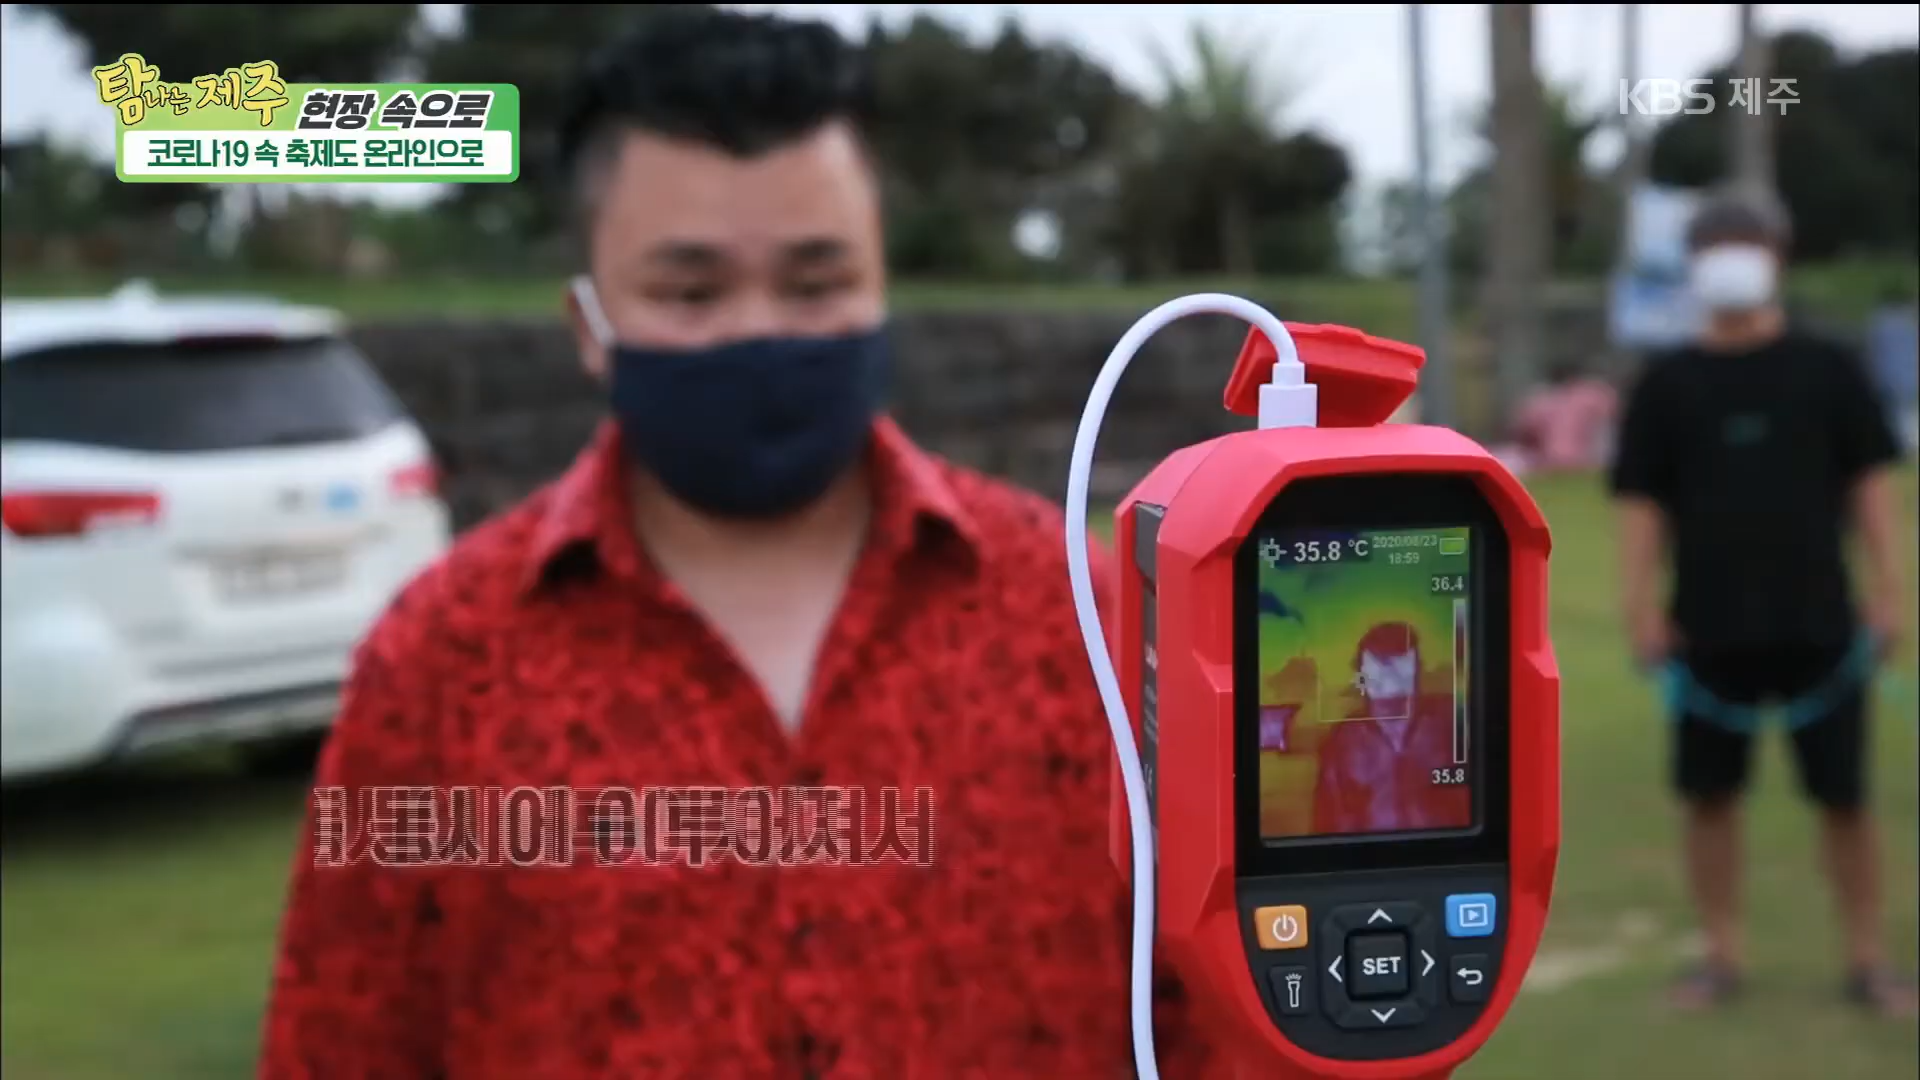 탐나는 제주
현장 속으로
코로나19 속 축제도 온라인으로
KBS 제주
35.8 °C
2020/08/23
18:59
36.4
35.8
SET